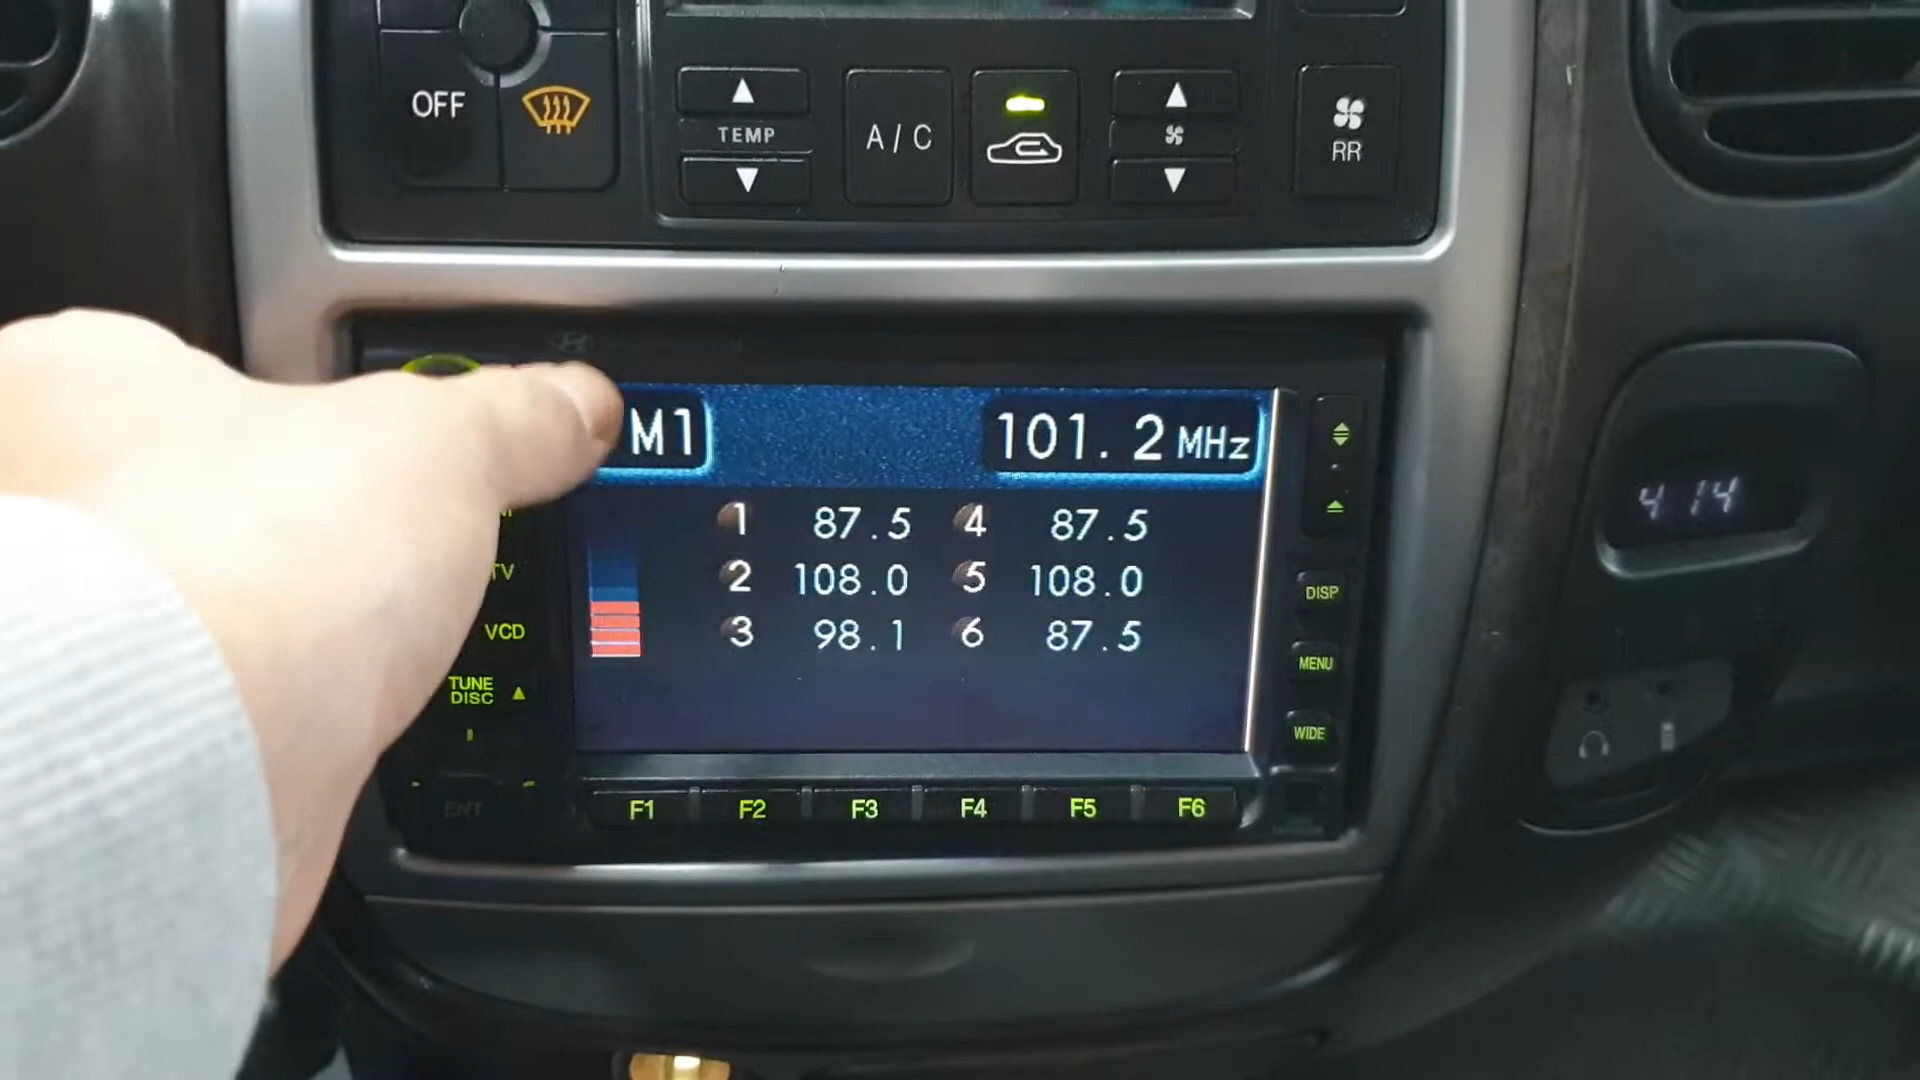 OFF
TEMP
A/C
RR
M1
101.2 MHz
1 87.5 4 87.5
2 108.0 5 108.0
3 98.1 6 87.5
TV
VCD
TUNE
DISC
ENT
DISP
MENU
WIDE
F1 F2 F3 F4 F5 F6
4 14